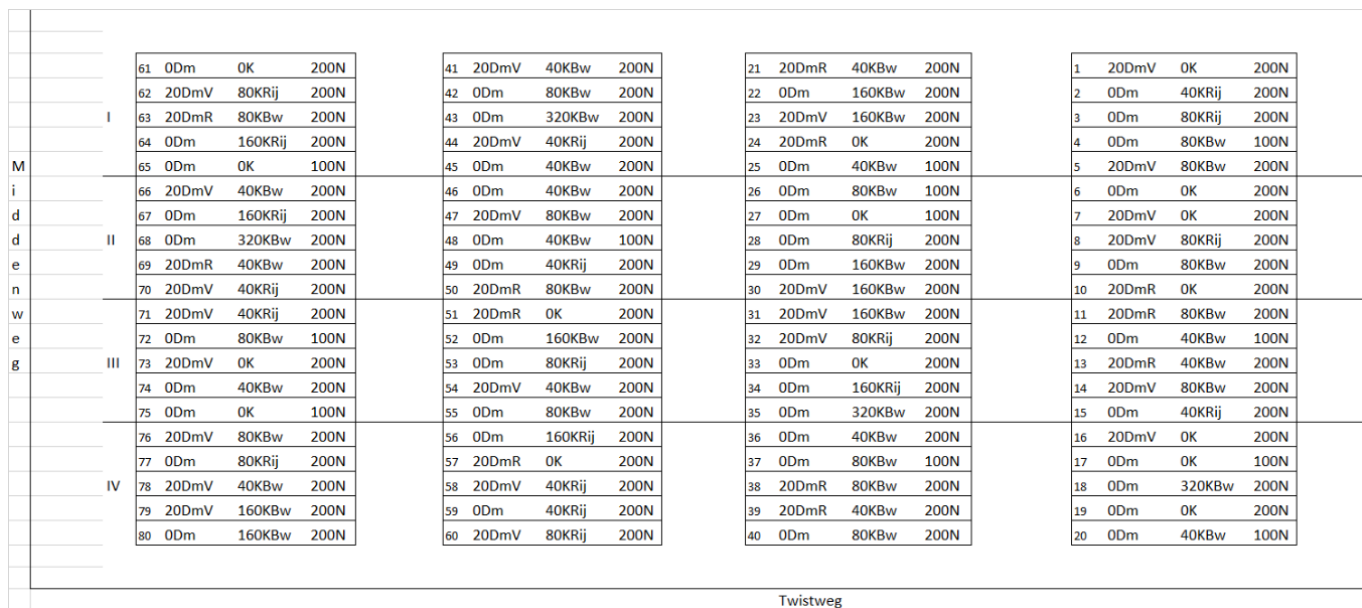 61 0Dm 0K 200N 41 20DmV 40KBw 200N 21 20DmR 40KBw 200N 1 20DmV 0K 200N
62 20DmV 80KRij 200N 42 0Dm 80KBw 200N 22 0Dm 160KBw 200N 2 0Dm 40KRij 200N
I 63 20DmR 80KBw 200N 43 0Dm 320KBw 200N 23 20DmV 160KBw 200N 3 0Dm 80KRij 200N
64 0Dm 160KRij 200N 44 20DmV 40KRij 200N 24 20DmR 0K 200N 4 0Dm 80KBw 100N
M 65 0Dm 0K 100N 45 0Dm 40KBw 200N 25 0Dm 40KBw 100N 5 20DmV 80KBw 200N
i 66 20DmV 40KBw 200N 46 0Dm 40KBw 200N 26 0Dm 80KBw 100N 6 0Dm 0K 200N
d 67 0Dm 160KRij 200N 47 20DmV 80KBw 200N 27 0Dm 0K 100N 7 20DmV 0K 200N
d II 68 0Dm 320KBw 200N 48 0Dm 40KBw 100N 28 0Dm 80KRij 200N 8 20DmV 80KRij 200N
e 69 20DmR 40KBw 200N 49 0Dm 40KRij 200N 29 0Dm 160KBw 200N 9 0Dm 80KBw 200N
n 70 20DmV 40KRij 200N 50 20DmR 80KBw 200N 30 20DmV 160KBw 200N 10 20DmR 0K 200N
w 71 20DmV 40KRij 200N 51 20DmR 0K 200N 31 20DmV 160KBw 200N 11 20DmR 80KBw 200N
e 72 0Dm 80KBw 100N 52 0Dm 160KBw 200N 32 20DmV 80KRij 200N 12 0Dm 40KBw 100N
g III 73 20DmV 0K 200N 53 0Dm 80KRij 200N 33 0Dm 0K 200N 13 20DmR 40KBw 200N
74 0Dm 40KBw 200N 54 20DmV 40KBw 200N 34 0Dm 160KRij 200N 14 20DmV 80KBw 200N
75 0Dm 0K 100N 55 0Dm 80KBw 200N 35 0Dm 320KBw 200N 15 0Dm 40KRij 200N
76 20DmV 80KBw 200N 56 0Dm 160KRij 200N 36 0Dm 40KBw 200N 16 20DmV 0K 200N
77 0Dm 80KRij 200N 57 20DmR 0K 200N 37 0Dm 80KBw 100N 17 0Dm 0K 100N
IV 78 20DmV 40KBw 200N 58 20DmV 40KRij 200N 38 20DmR 80KBw 200N 18 0Dm 320KBw 200N
79 20DmV 160KBw 200N 59 0Dm 40KRij 200N 39 20DmR 40KBw 200N 19 0Dm 0K 200N
80 0Dm 160KBw 200N 60 20DmV 80KRij 200N 40 0Dm 80KBw 200N 20 0Dm 40KBw 100N
Twistweg